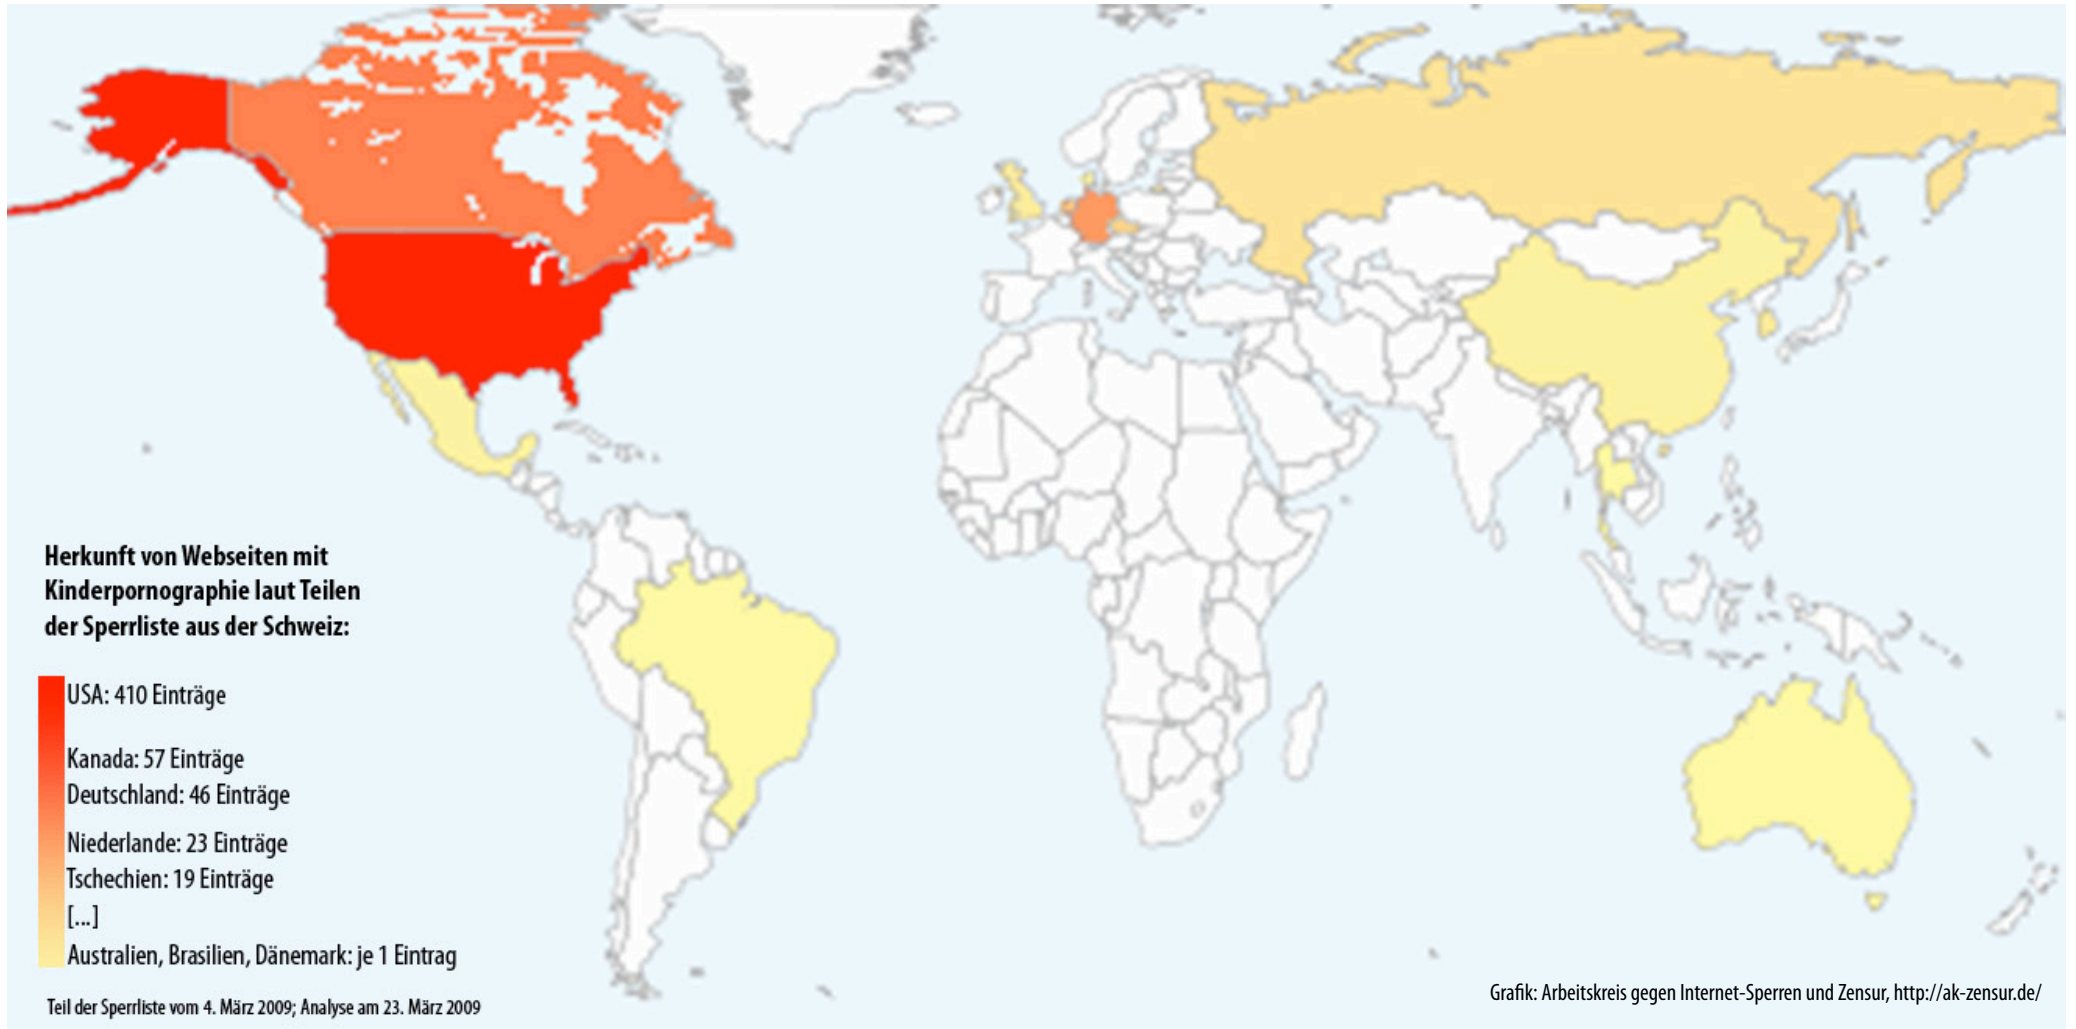 Herkunft von Webseiten mit
Kinderpornographie laut Teilen
der Sperrliste aus der Schweiz:
USA: 410 Einträge
Kanada: 57 Einträge
Deutschland: 46 Einträge
Niederlande: 23 Einträge
Tschechien: 19 Einträge
[...]
Australien, Brasilien, Dänemark: je 1 Eintrag
Teil der Sperrliste vom 4. März 2009; Analyse am 23. März 2009
Grafik: Arbeitskreis gegen Internet-Sperren und Zensur, http://ak-zensur.de/